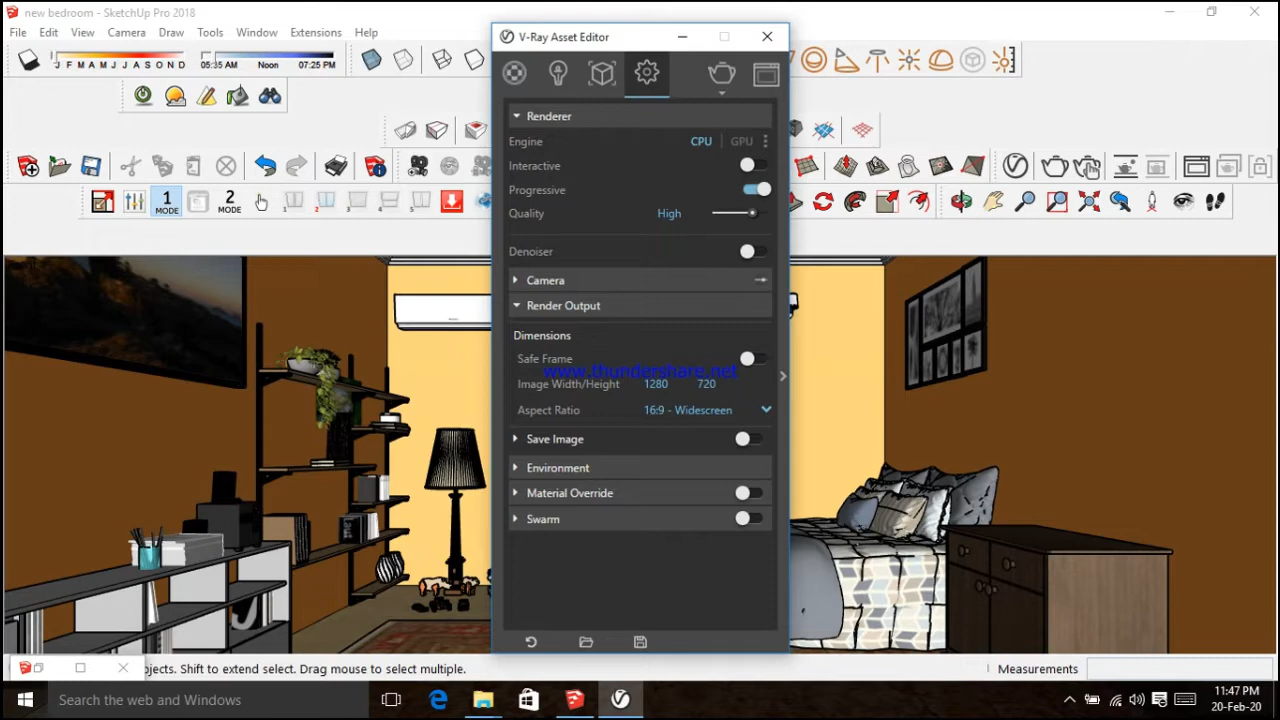 new bedroom - SketchUp Pro 2018
File Edit View Camera Draw Tools Window Extensions Help
J F M A M J J A S O N D
05:35 AM Noon 07:25 PM
1 MODE
2 MODE
V-Ray Asset Editor
Renderer
Engine CPU GPU
Interactive
Progressive
Quality High
Denoiser
Camera
Render Output
Dimensions
Safe Frame
www.thundershare.net
Image Width/Height 1280 720
Aspect Ratio 16:9 - Widescreen
Save Image
Environment
Material Override
Swarm
ojects. Shift to extend select. Drag mouse to select multiple.
Measurements
Search the web and Windows
11:47 PM
20-Feb-20